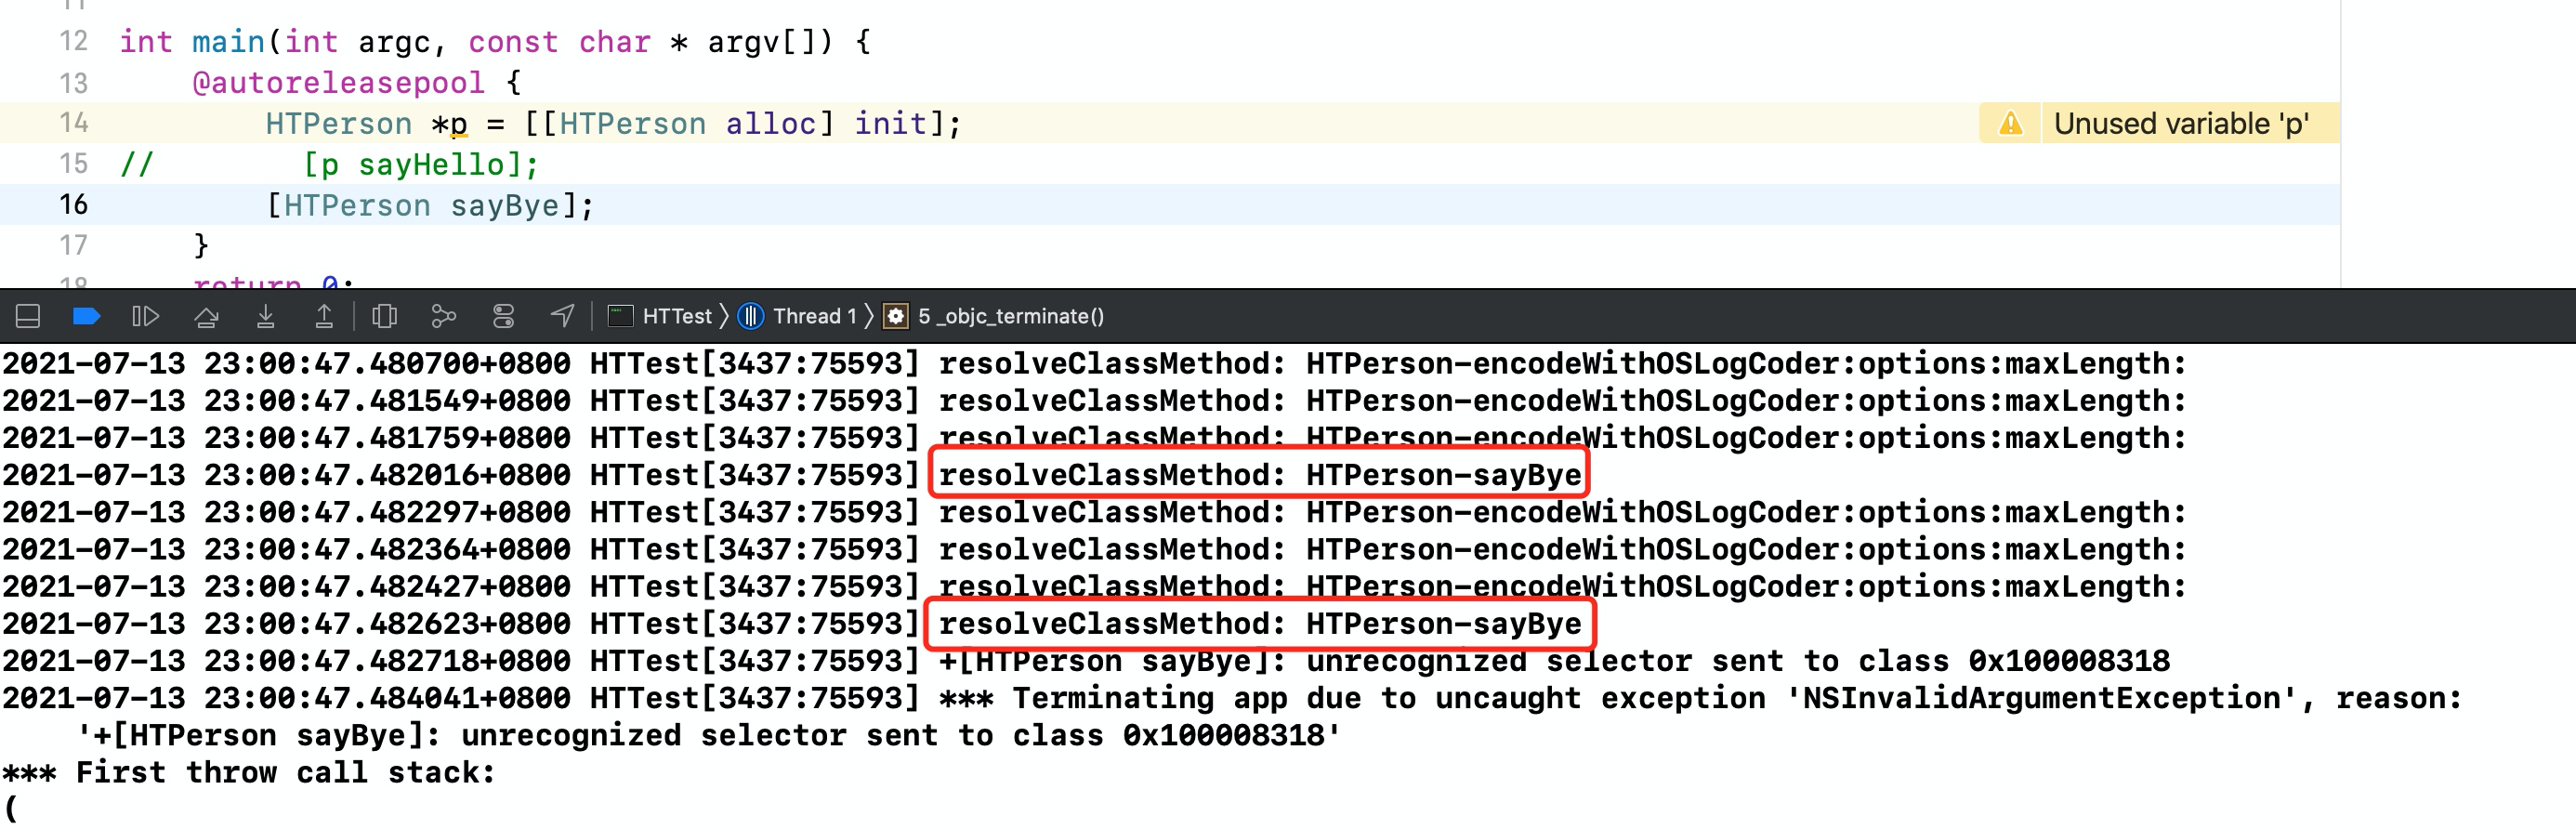 11
12 int main(int argc, const char * argv[]) {
13 @autoreleasepool {
14 HTPerson *p = [[HTPerson alloc] init]; Unused variable 'p'
15 // [p sayHello];
16 [HTPerson sayBye];
17 }
18 return 0;
HTTest 〉 Thread 1 〉 5 _objc_terminate()
2021-07-13 23:00:47.480700+0800 HTTest[3437:75593] resolveClassMethod: HTPerson-encodeWithOSLogCoder:options:maxLength:
2021-07-13 23:00:47.481549+0800 HTTest[3437:75593] resolveClassMethod: HTPerson-encodeWithOSLogCoder:options:maxLength:
2021-07-13 23:00:47.481759+0800 HTTest[3437:75593] resolveClassMethod: HTPerson-encodeWithOSLogCoder:options:maxLength:
2021-07-13 23:00:47.482016+0800 HTTest[3437:75593] resolveClassMethod: HTPerson-sayBye
2021-07-13 23:00:47.482297+0800 HTTest[3437:75593] resolveClassMethod: HTPerson-encodeWithOSLogCoder:options:maxLength:
2021-07-13 23:00:47.482364+0800 HTTest[3437:75593] resolveClassMethod: HTPerson-encodeWithOSLogCoder:options:maxLength:
2021-07-13 23:00:47.482427+0800 HTTest[3437:75593] resolveClassMethod: HTPerson-encodeWithOSLogCoder:options:maxLength:
2021-07-13 23:00:47.482623+0800 HTTest[3437:75593] resolveClassMethod: HTPerson-sayBye
2021-07-13 23:00:47.482718+0800 HTTest[3437:75593] +[HTPerson sayBye]: unrecognized selector sent to class 0x100008318
2021-07-13 23:00:47.484041+0800 HTTest[3437:75593] *** Terminating app due to uncaught exception 'NSInvalidArgumentException', reason:
'+[HTPerson sayBye]: unrecognized selector sent to class 0x100008318'
*** First throw call stack:
(